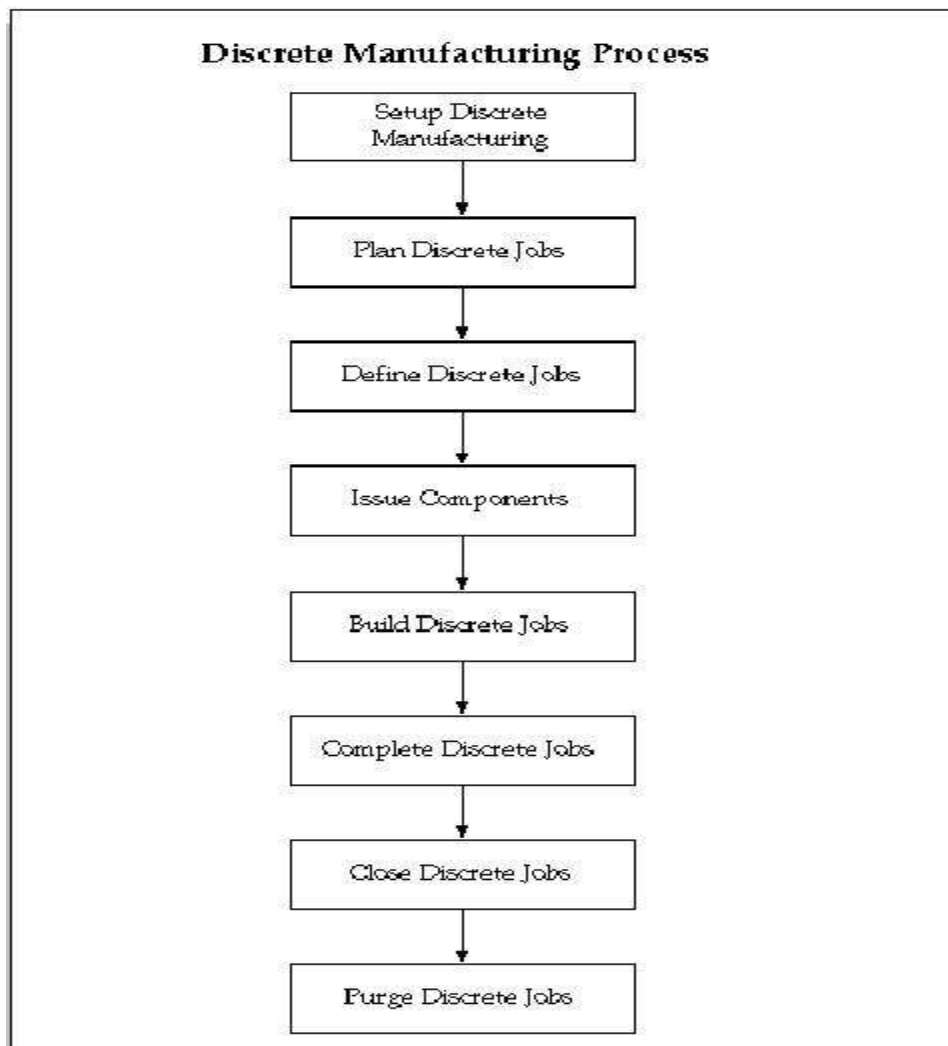 Discrete Manufacturing Process
Setup Discrete
Manufacturing
Plan Discrete Jobs
Define Discrete Jobs
Issue Components
Build Discrete Jobs
Complete Discrete Jobs
Close Discrete Jobs
Purge Discrete Jobs